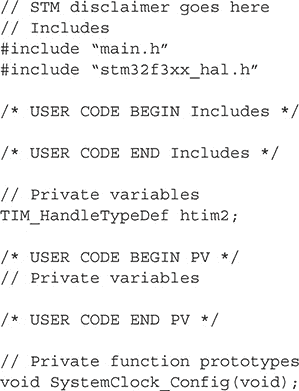 // STM disclaimer goes here
// Includes
#include “main.h”
#include “stm32f3xx_hal.h”
/* USER CODE BEGIN Includes */
/* USER CODE END Includes */
// Private variables
TIM_HandleTypeDef htim2;
/* USER CODE BEGIN PV */
// Private variables
/* USER CODE END PV */
// Private function prototypes
void SystemClock_Config(void);